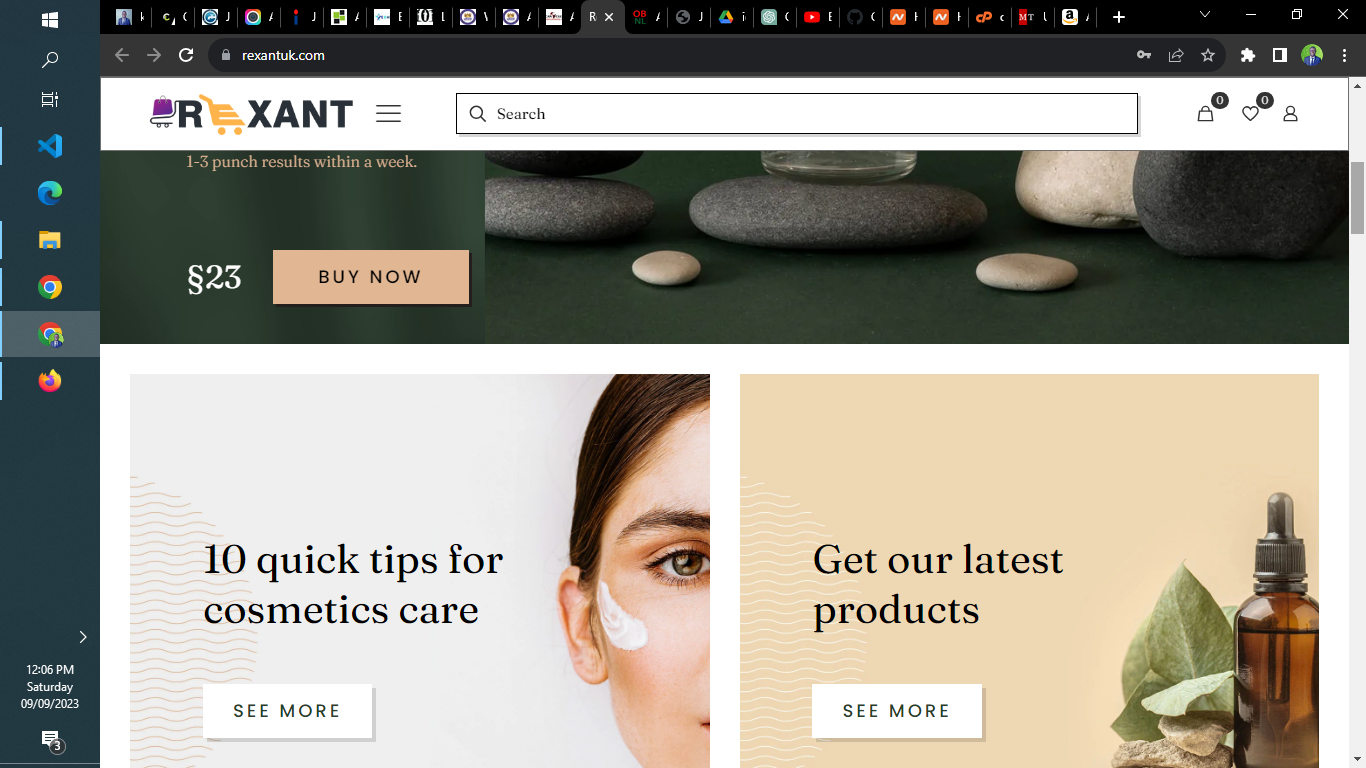 rexantuk.com
REXANT
Search
0
0
1-3 punch results within a week.
§23
BUY NOW
10 quick tips for
cosmetics care
SEE MORE
Get our latest
products
SEE MORE
12:06 PM
Saturday
09/09/2023
3